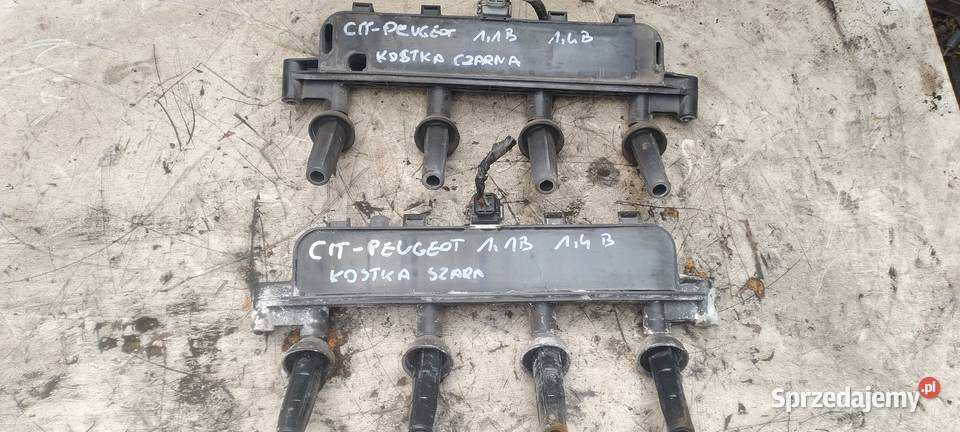 CIT-PEUGEOT 1,1B 1,4B
KOSTKA CZARNA
CIT-PEUGEOT 1,1B 1,4B
KOSTKA SZARA
Sprzedajemy.pl